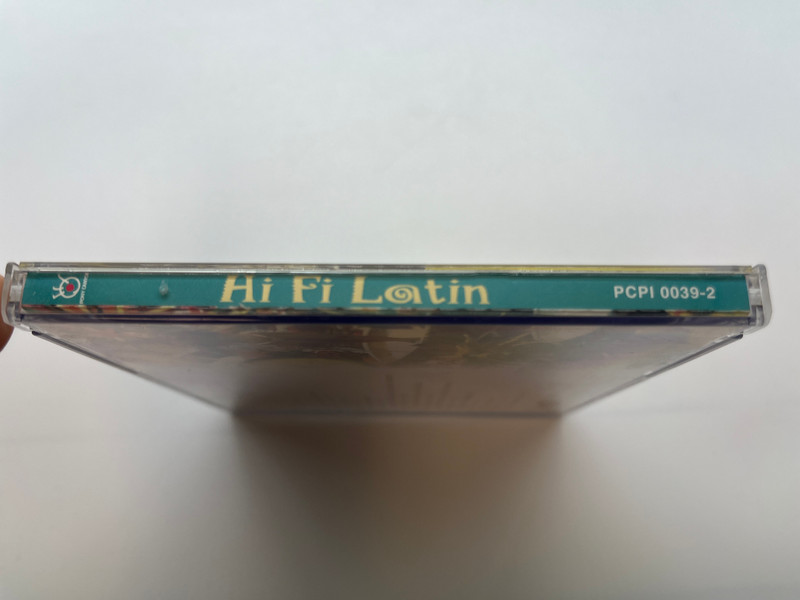 Hi Fi Latin
PCPI 0039-2